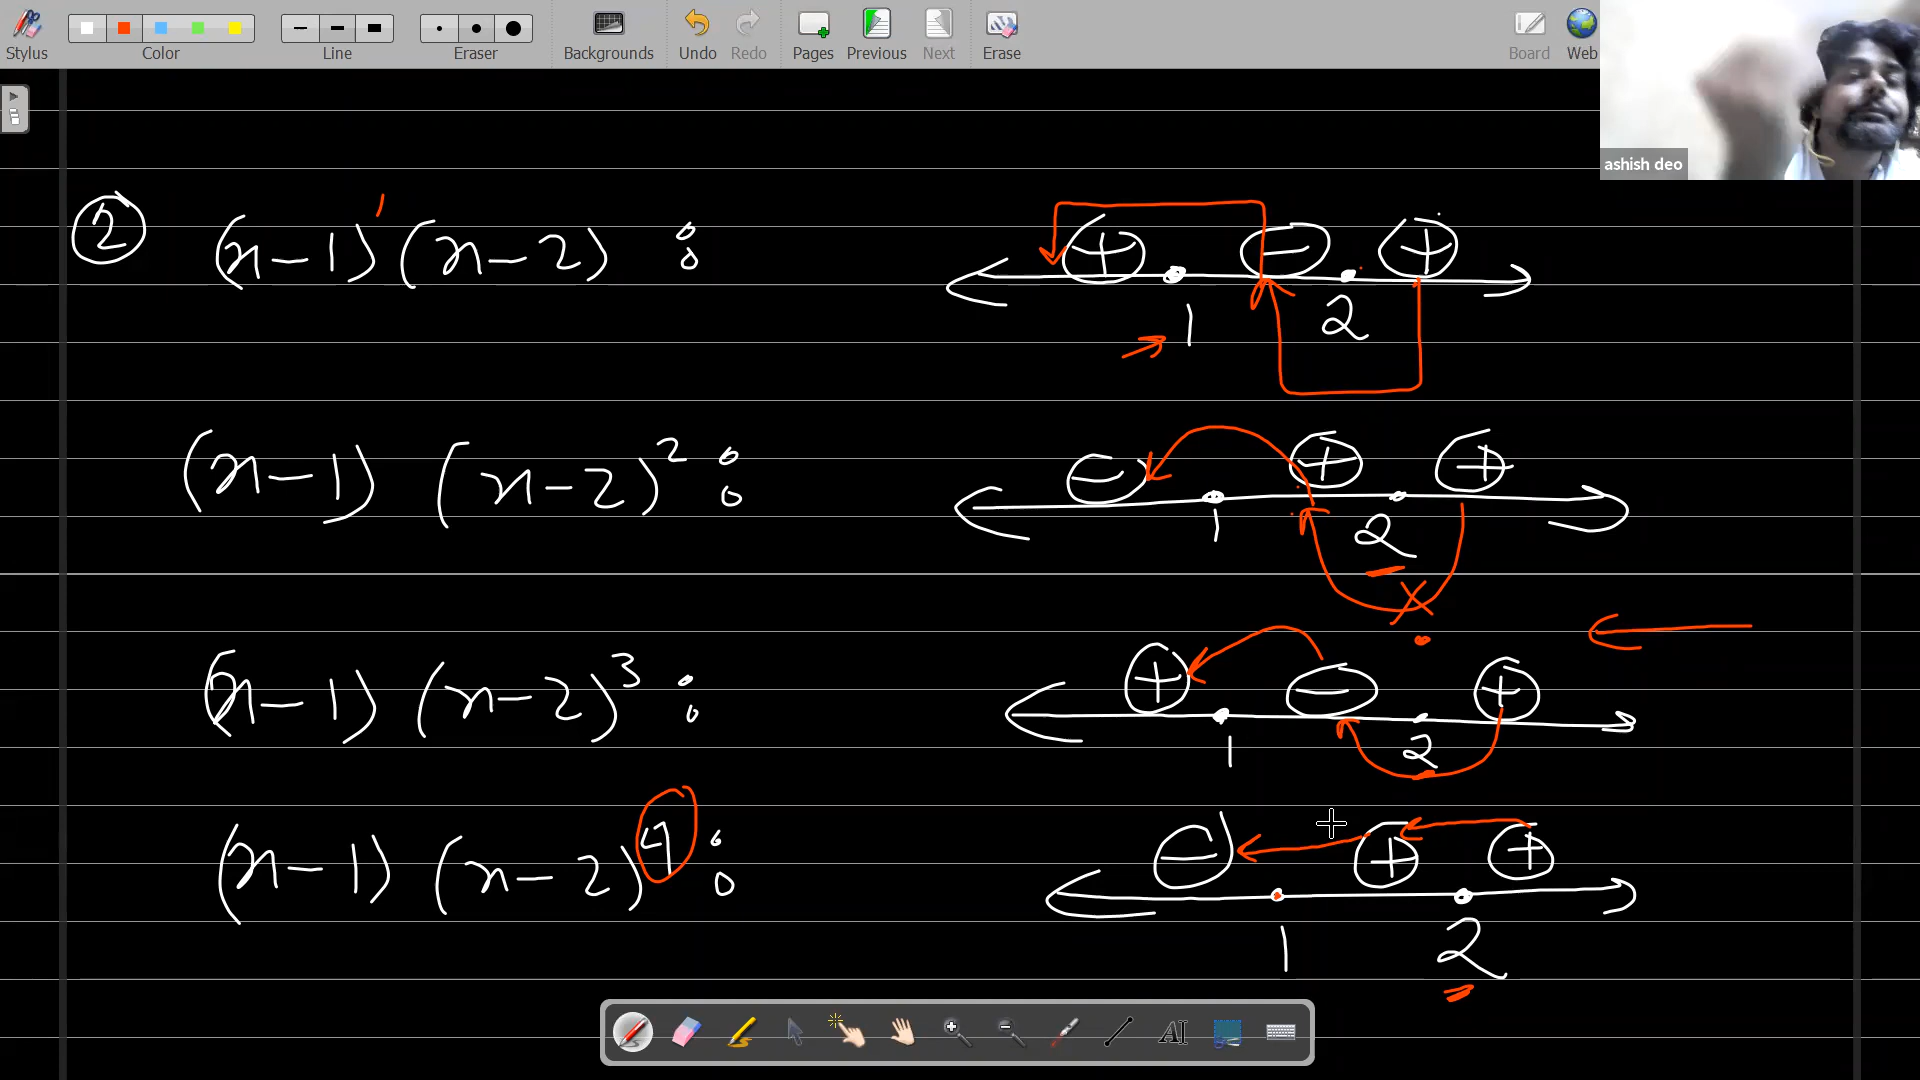 Stylus Color Line Eraser Backgrounds Undo Redo Pages Previous Next Erase Board Web
ashish deo
② (x-1)' (x-2) :
+ - +
1 2
(x-1) (x-2)² :
- + +
1 2
(x-1) (x-2)³ :
+ - +
1 2
(x-1) (x-2)⁴ :
- + +
1 2
AI